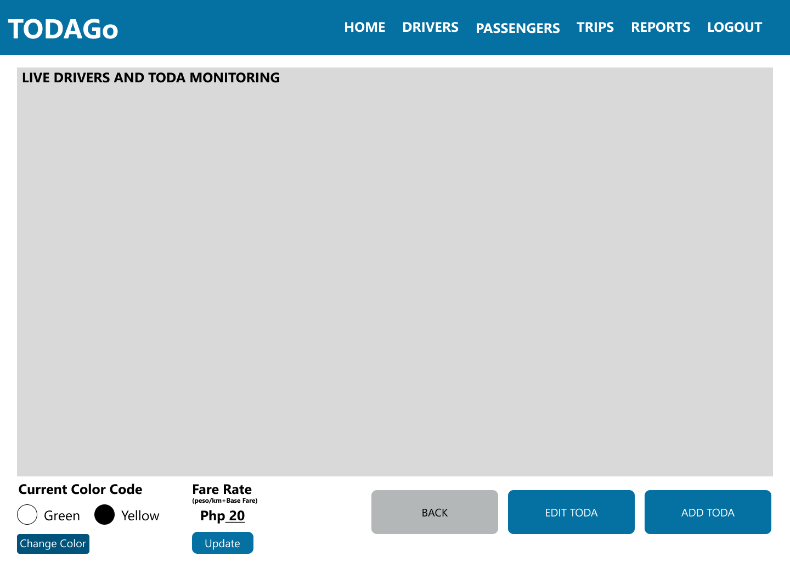 TODAGo
HOME DRIVERS PASSENGERS TRIPS REPORTS LOGOUT
LIVE DRIVERS AND TODA MONITORING
Current Color Code
Green Yellow
Change Color
Fare Rate
(peso/km+Base Fare)
Php 20
Update
BACK
EDIT TODA
ADD TODA